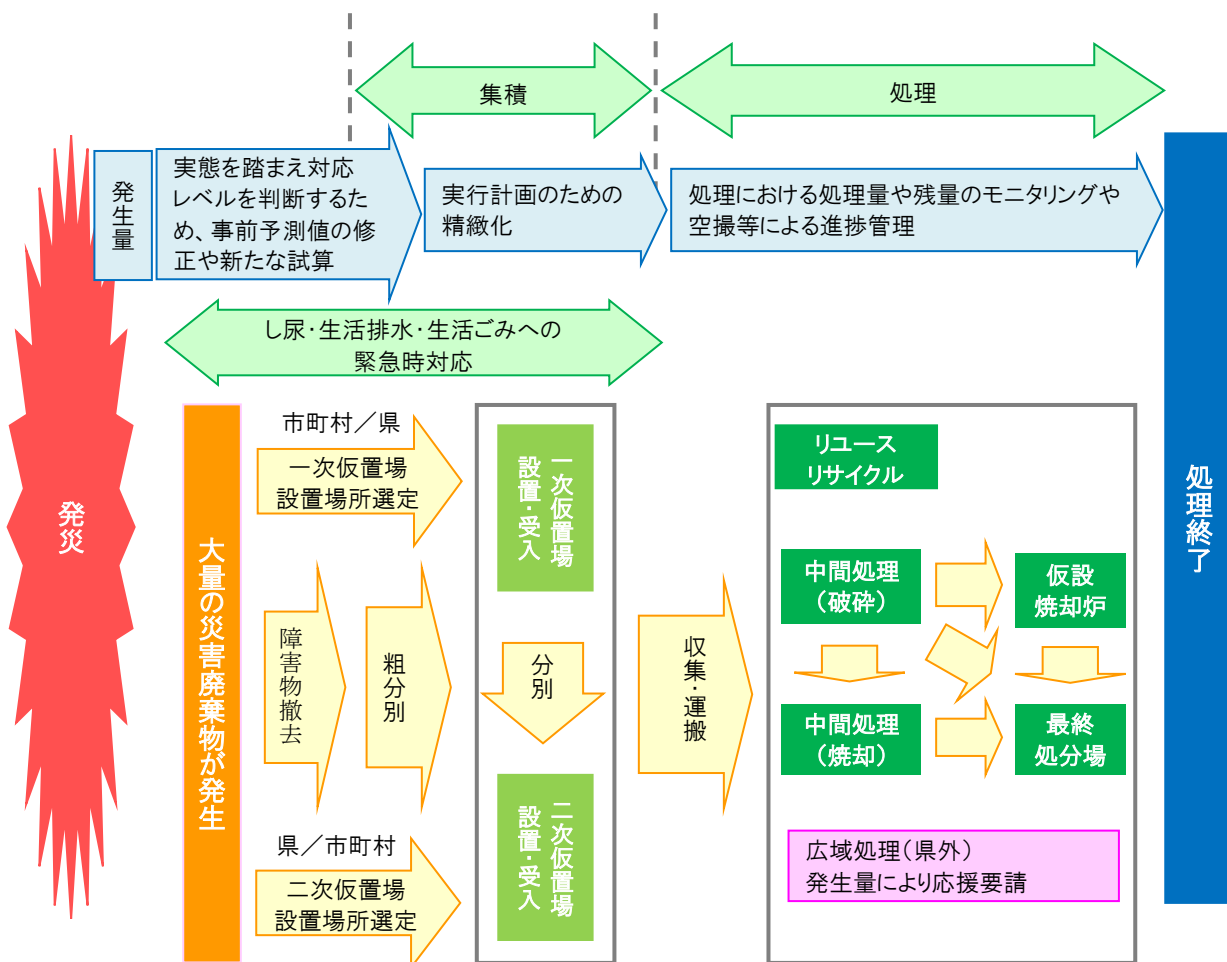 集積
処理
発災
発生量
実態を踏まえ対応
レベルを判断するた
め、事前予測値の修
正や新たな試算
実行計画のための
精緻化
処理における処理量や残量のモニタリングや
空撮等による進捗管理
処理終了
し尿・生活排水・生活ごみへの
緊急時対応
大量の災害廃棄物が発生
市町村／県
一次仮置場
設置場所選定
障害物撤去
粗分別
県／市町村
二次仮置場
設置場所選定
一次仮置場
設置・受入
分別
二次仮置場
設置・受入
収集・運搬
リユース
リサイクル
中間処理
（破砕）
仮設
焼却炉
中間処理
（焼却）
最終
処分場
広域処理（県外）
発生量により応援要請